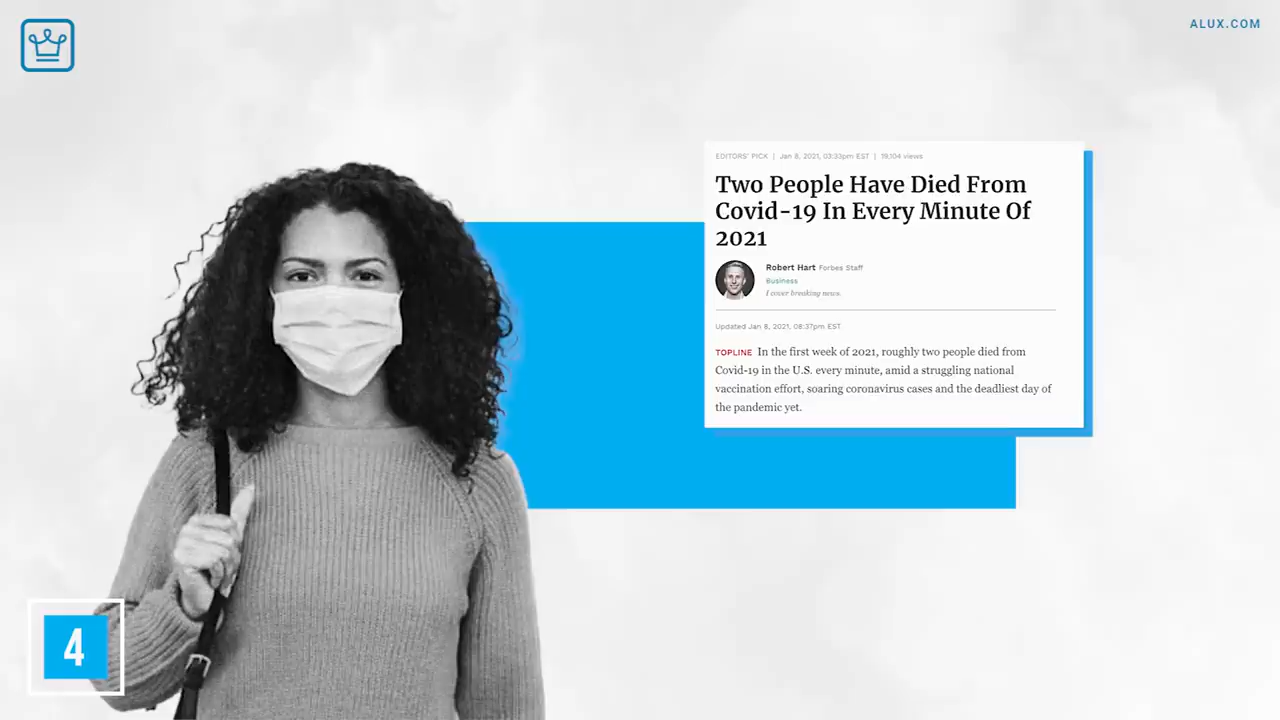 ALUX.COM
EDITORS' PICK | Jan 8, 2021, 03:33pm EST | 19,104 views
Two People Have Died From
Covid-19 In Every Minute Of
2021
Robert Hart Forbes Staff
Business
I cover breaking news.
Updated Jan 8, 2021, 08:37pm EST
TOPLINE In the first week of 2021, roughly two people died from
Covid-19 in the U.S. every minute, amid a struggling national
vaccination effort, soaring coronavirus cases and the deadliest day of
the pandemic yet.
4